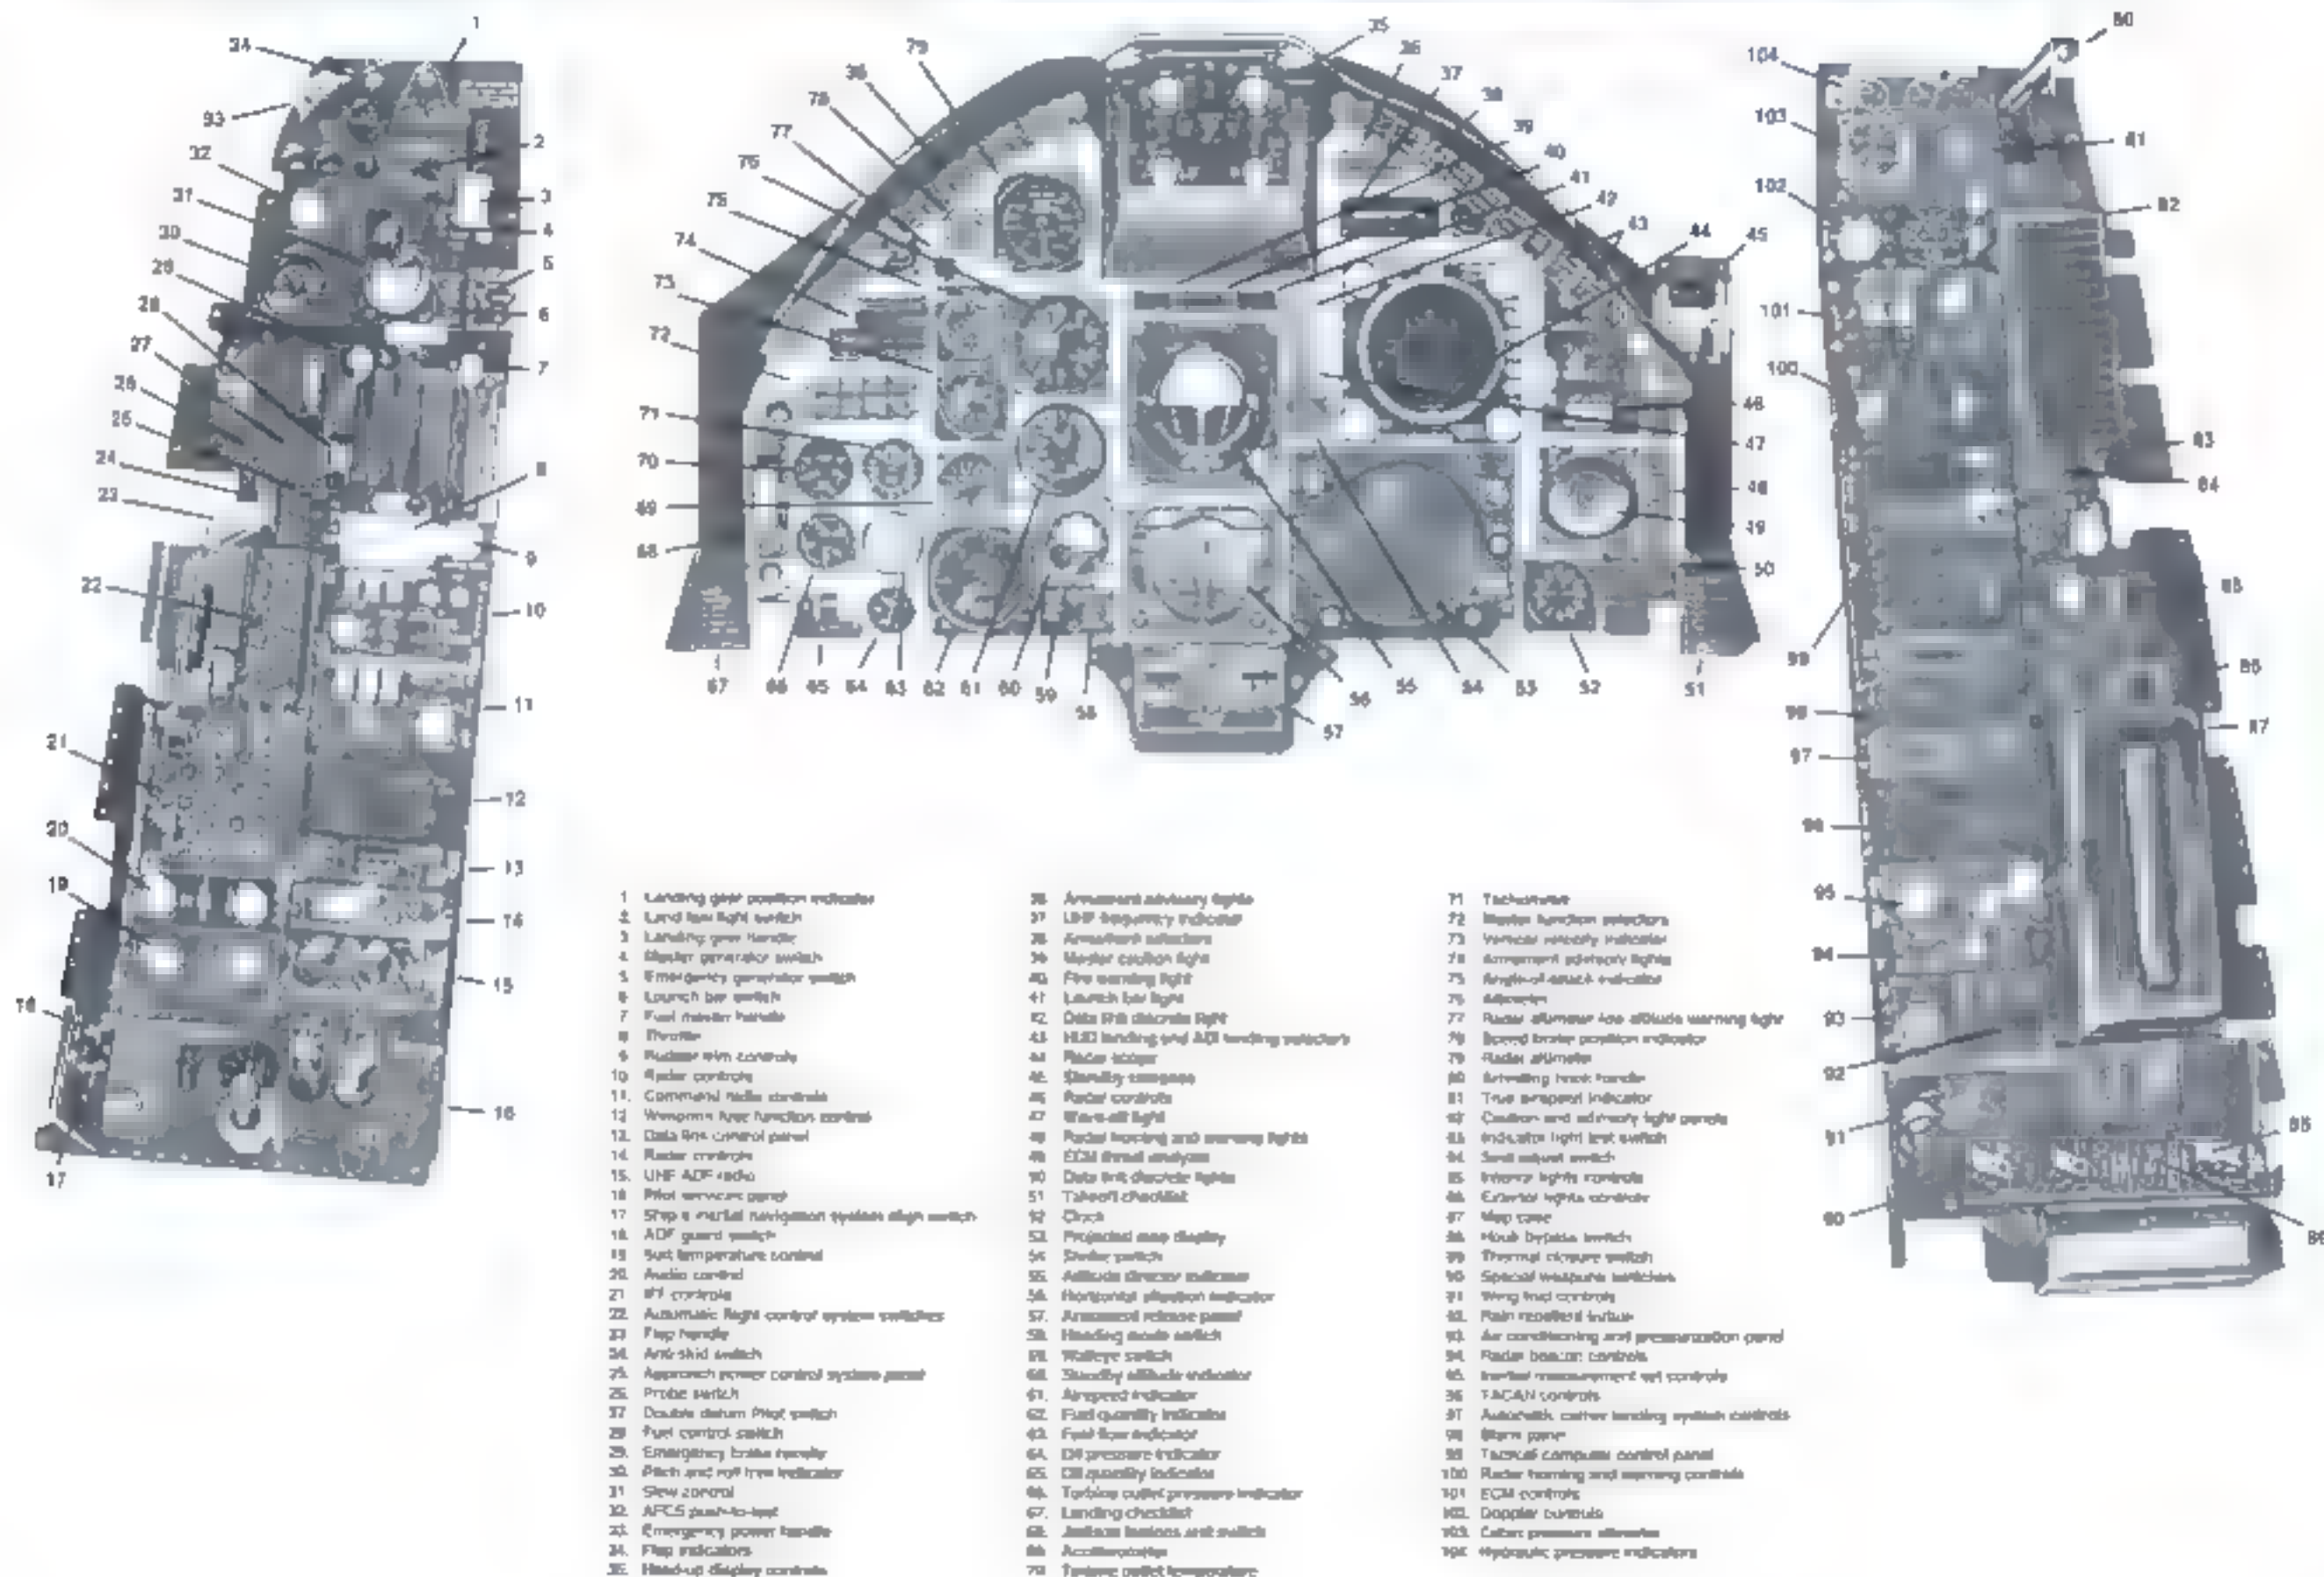 1 Landing gear position indicator
2. Land taxi light switch
3 Landing gear handle
4. Master generator switch
5 Emergency generator switch
6 Launch bar switch
7 Fuel master handle
8 Throttle
9 Rudder trim controls
10 Radar controls
11. Command radio controls
12 Weapons function control
13. Data link control panel
14. Radar controls
15. UHF ADF radio
16 Pilot services panel
17 Ship's inertial navigation system align switch
18. ADF guard switch
19 Suit temperature control
20. Audio control
21 IFF controls
22. Automatic flight control system switches
23 Flap handle
24. Anti-skid switch
25. Approach power control system panel
26. Probe switch
27 Double datum Pitot switch
28 Fuel control switch
29. Emergency brake handle
30. Pitch and roll trim indicator
31 Slew control
32. AFCS push-to-test
33. Emergency power handle
34. Flap indicators
35. Head-up display controls
36 Armament advisory lights
37. UHF frequency indicator
38. Armament selectors
39 Master caution light
40. Fire warning light
41 Launch bar light
42. Data link discrete light
43 HUD landing and ADI landing selectors
44 Radar scope
45. Standby compass
46 Radar controls
47. light
48 Radar homing and warning lights
49 ECM threat analyzer
50 Data link discrete lights
51 Takeoff checklist
52 Clock
53. Projected map display
54 switch
55. Attitude director indicator
56. Horizontal situation indicator
57. Armament release panel
58. Heading mode switch
59. Walleye switch
60. Standby attitude indicator
61. Airspeed indicator
62. Fuel quantity indicator
63. Fuel flow indicator
64. Oil pressure indicator
65. Oil quantity indicator
66. Turbine outlet pressure indicator
67. Landing checklist
68. Jettison buttons and switch
69. Accelerometer
70. Turbine outlet temperature
71 Tachometer
72 Master function selectors
73 Vertical velocity indicator
74 Armament advisory lights
75 Angle-of-attack indicator
76 Altimeter
77 Radar altimeter low altitude warning light
78 Speed brake position indicator
79 Radar altimeter
80 Arresting hook handle
81 True airspeed indicator
82 Caution and advisory light panels
83 Indicator light test switch
84 Seat adjust switch
85 Interior lights controls
86 Exterior lights controls
87 Map case
88 Hook bypass switch
89 Thermal closure switch
90 Special weapons switches
91 Wing fuel controls
92. Rain repellent button
93. Air conditioning and pressurization panel
94. Radar beacon controls
95. Inertial measurement set controls
96 TACAN controls
97 Automatic carrier landing system controls
98 Blank panel
99 Tactical computer control panel
100 Radar homing and warning controls
101 ECM controls
102. Doppler controls
103. Cabin pressure altimeter
104 Hydraulic pressure indicators